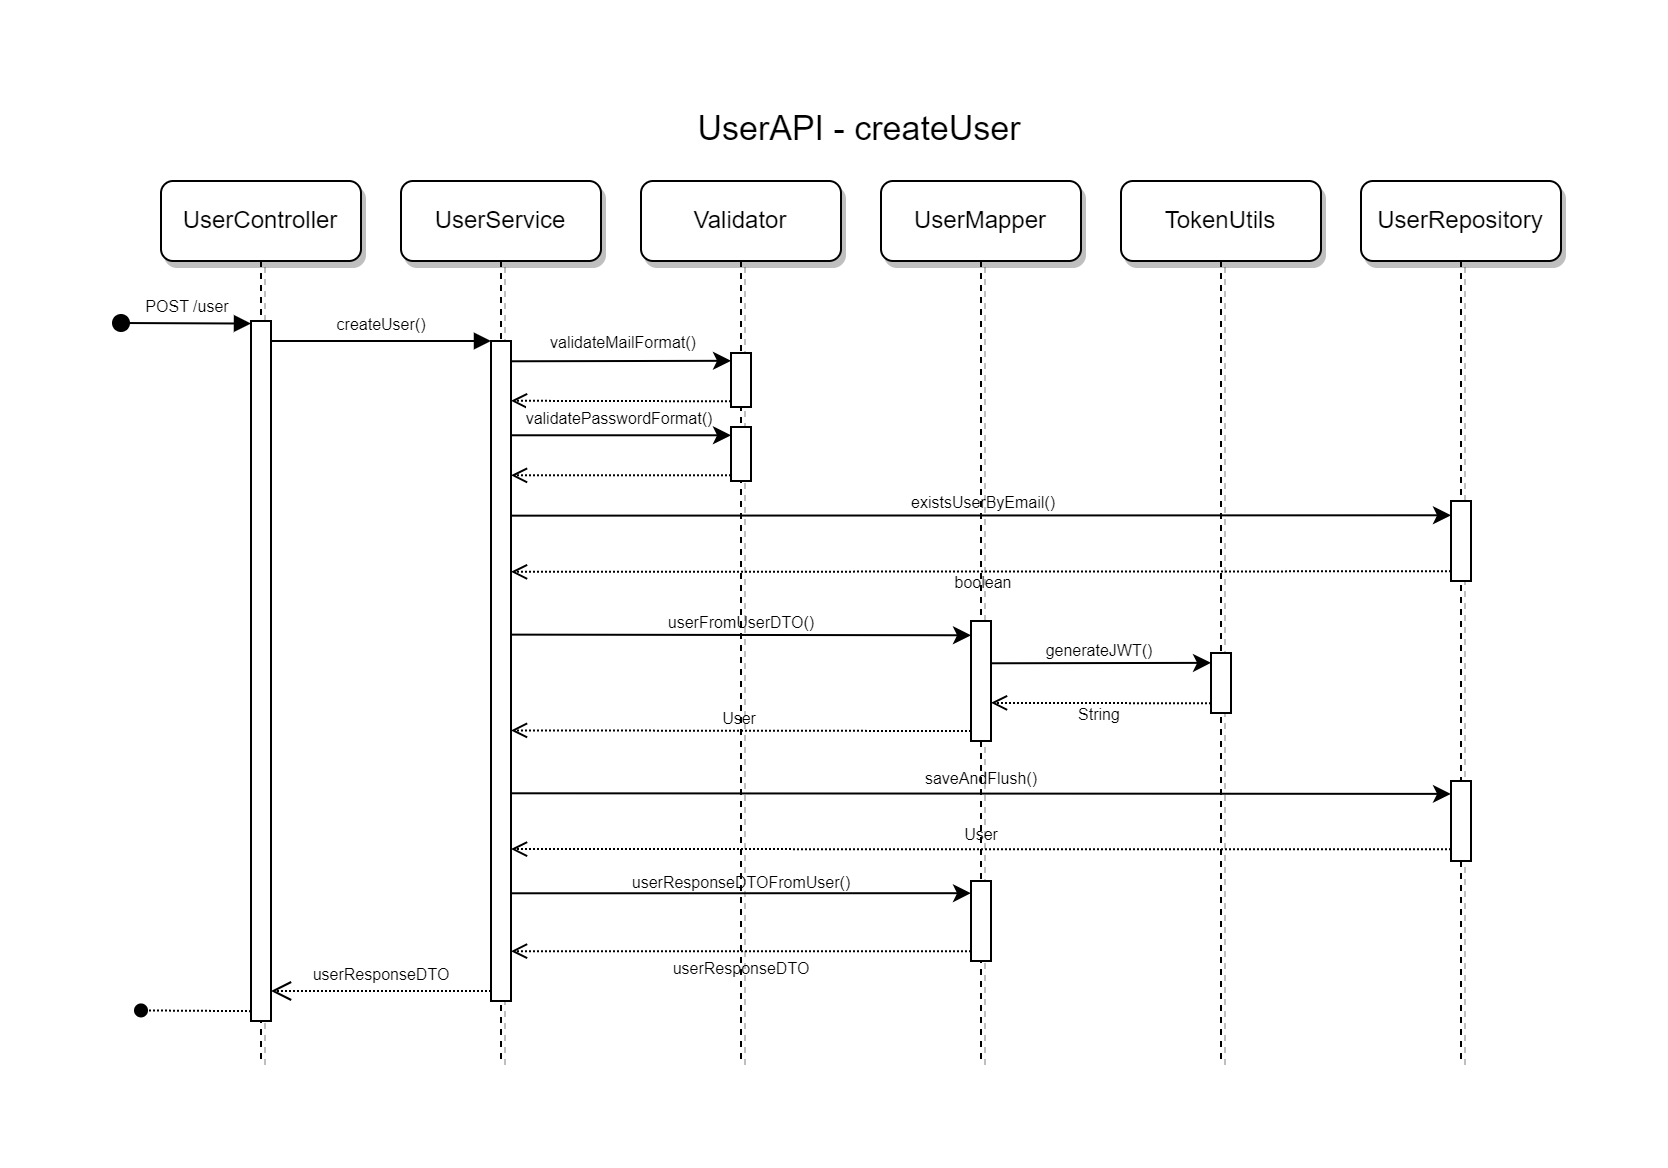 UserAPI - createUser
UserController
UserService
Validator
UserMapper
TokenUtils
UserRepository
POST /user
createUser()
validateMailFormat()
validatePasswordFormat()
existsUserByEmail()
boolean
userFromUserDTO()
generateJWT()
String
User
saveAndFlush()
User
userResponseDTOFromUser()
userResponseDTO
userResponseDTO